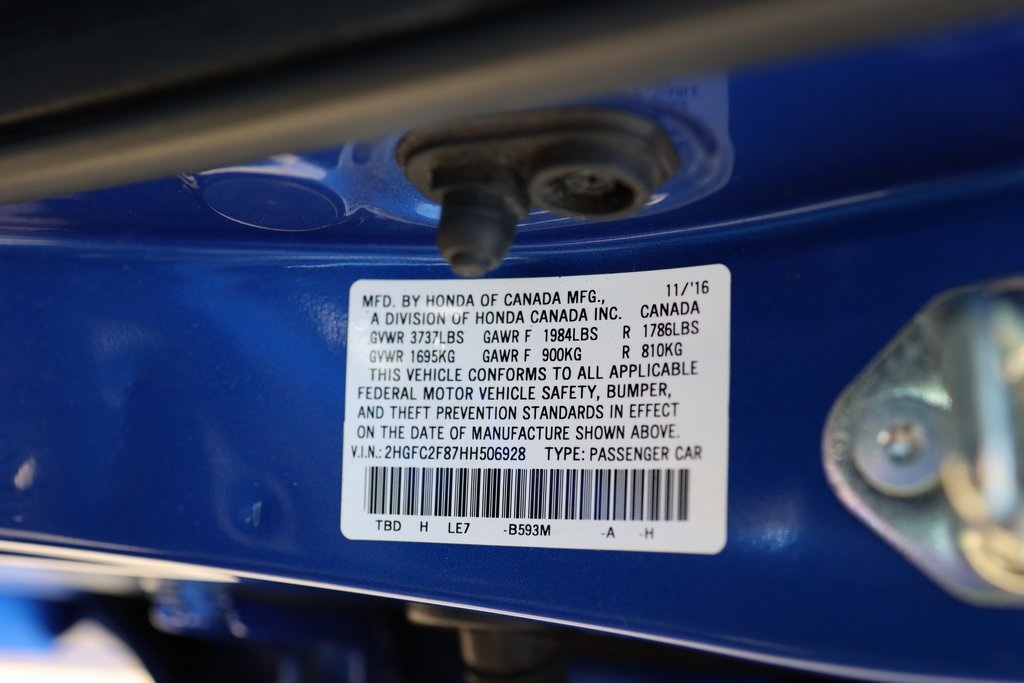 MFD. BY HONDA OF CANADA MFG., 11/'16
A DIVISION OF HONDA CANADA INC. CANADA
GVWR 3737LBS GAWR F 1984LBS R 1786LBS
GVWR 1695KG GAWR F 900KG R 810KG
THIS VEHICLE CONFORMS TO ALL APPLICABLE
FEDERAL MOTOR VEHICLE SAFETY, BUMPER,
AND THEFT PREVENTION STANDARDS IN EFFECT
ON THE DATE OF MANUFACTURE SHOWN ABOVE.
V.I.N.: 2HGFC2F87HH506928 TYPE: PASSENGER CAR
TBD H LE7 -B593M -A -H